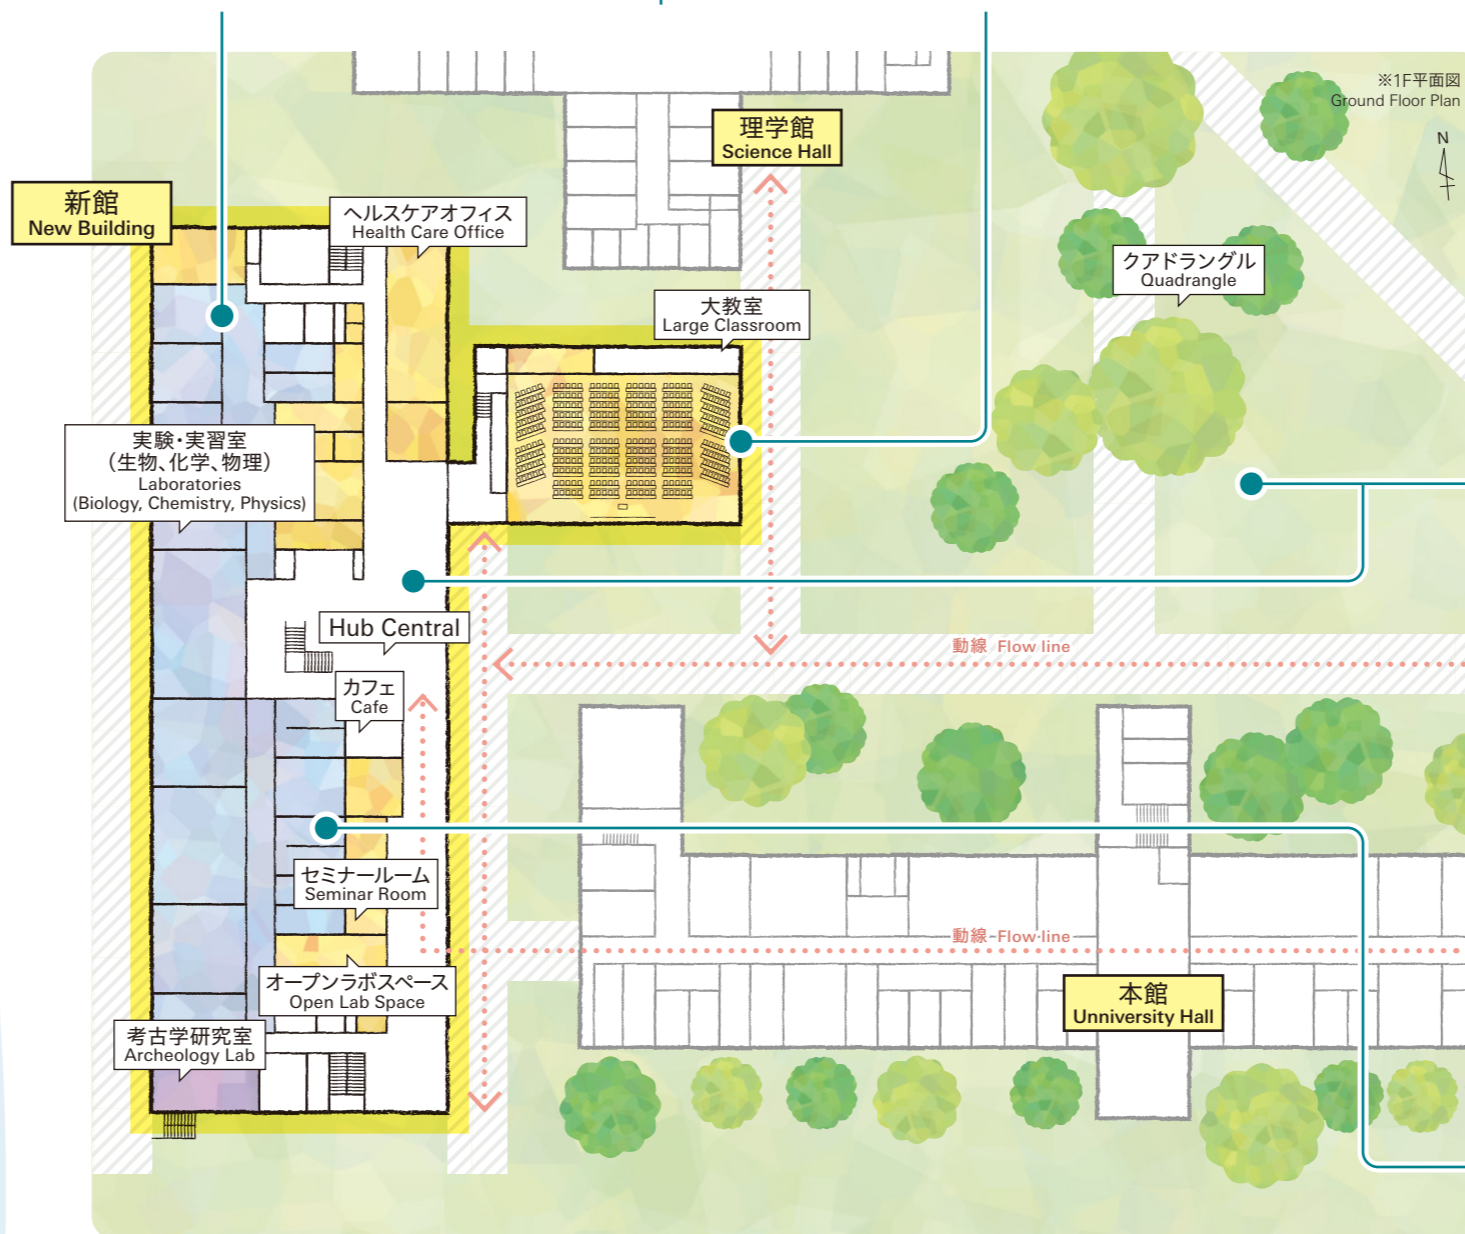 ※1F平面図
Ground Floor Plan
N
理学館
Science Hall
新館
New Building
ヘルスケアオフィス
Health Care Office
クアドラングル
Quadrangle
大教室
Large Classroom
実験・実習室
（生物、化学、物理）
Laboratories
(Biology, Chemistry, Physics)
Hub Central
動線 Flow line
カフェ
Cafe
セミナールーム
Seminar Room
動線 Flow line
オープンラボスペース
Open Lab Space
本館
Unniversity Hall
考古学研究室
Archeology Lab